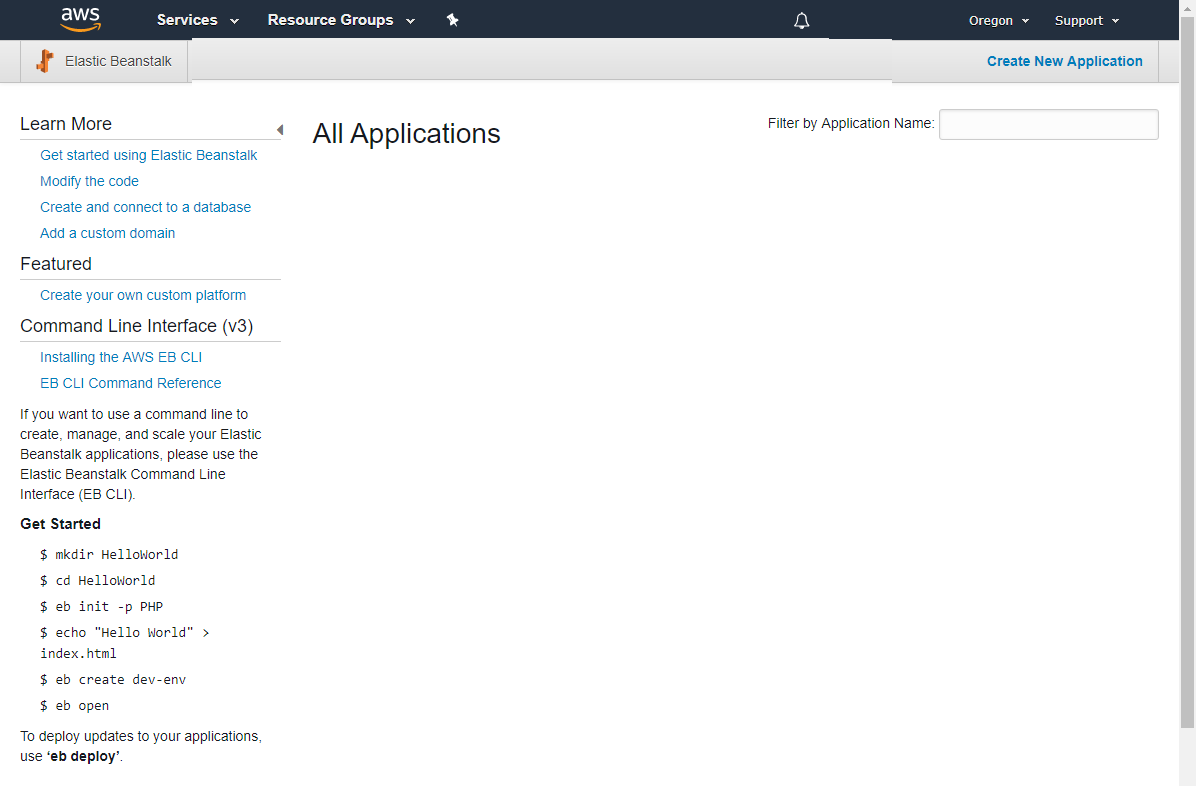 aws
Services
Resource Groups
Oregon
Support
Elastic Beanstalk
Create New Application
Learn More
Get started using Elastic Beanstalk
Modify the code
Create and connect to a database
Add a custom domain
Featured
Create your own custom platform
Command Line Interface (v3)
Installing the AWS EB CLI
EB CLI Command Reference
If you want to use a command line to
create, manage, and scale your Elastic
Beanstalk applications, please use the
Elastic Beanstalk Command Line
Interface (EB CLI).
Get Started
$ mkdir HelloWorld
$ cd HelloWorld
$ eb init -p PHP
$ echo "Hello World" >
index.html
$ eb create dev-env
$ eb open
To deploy updates to your applications,
use ‘eb deploy’.
All Applications
Filter by Application Name: